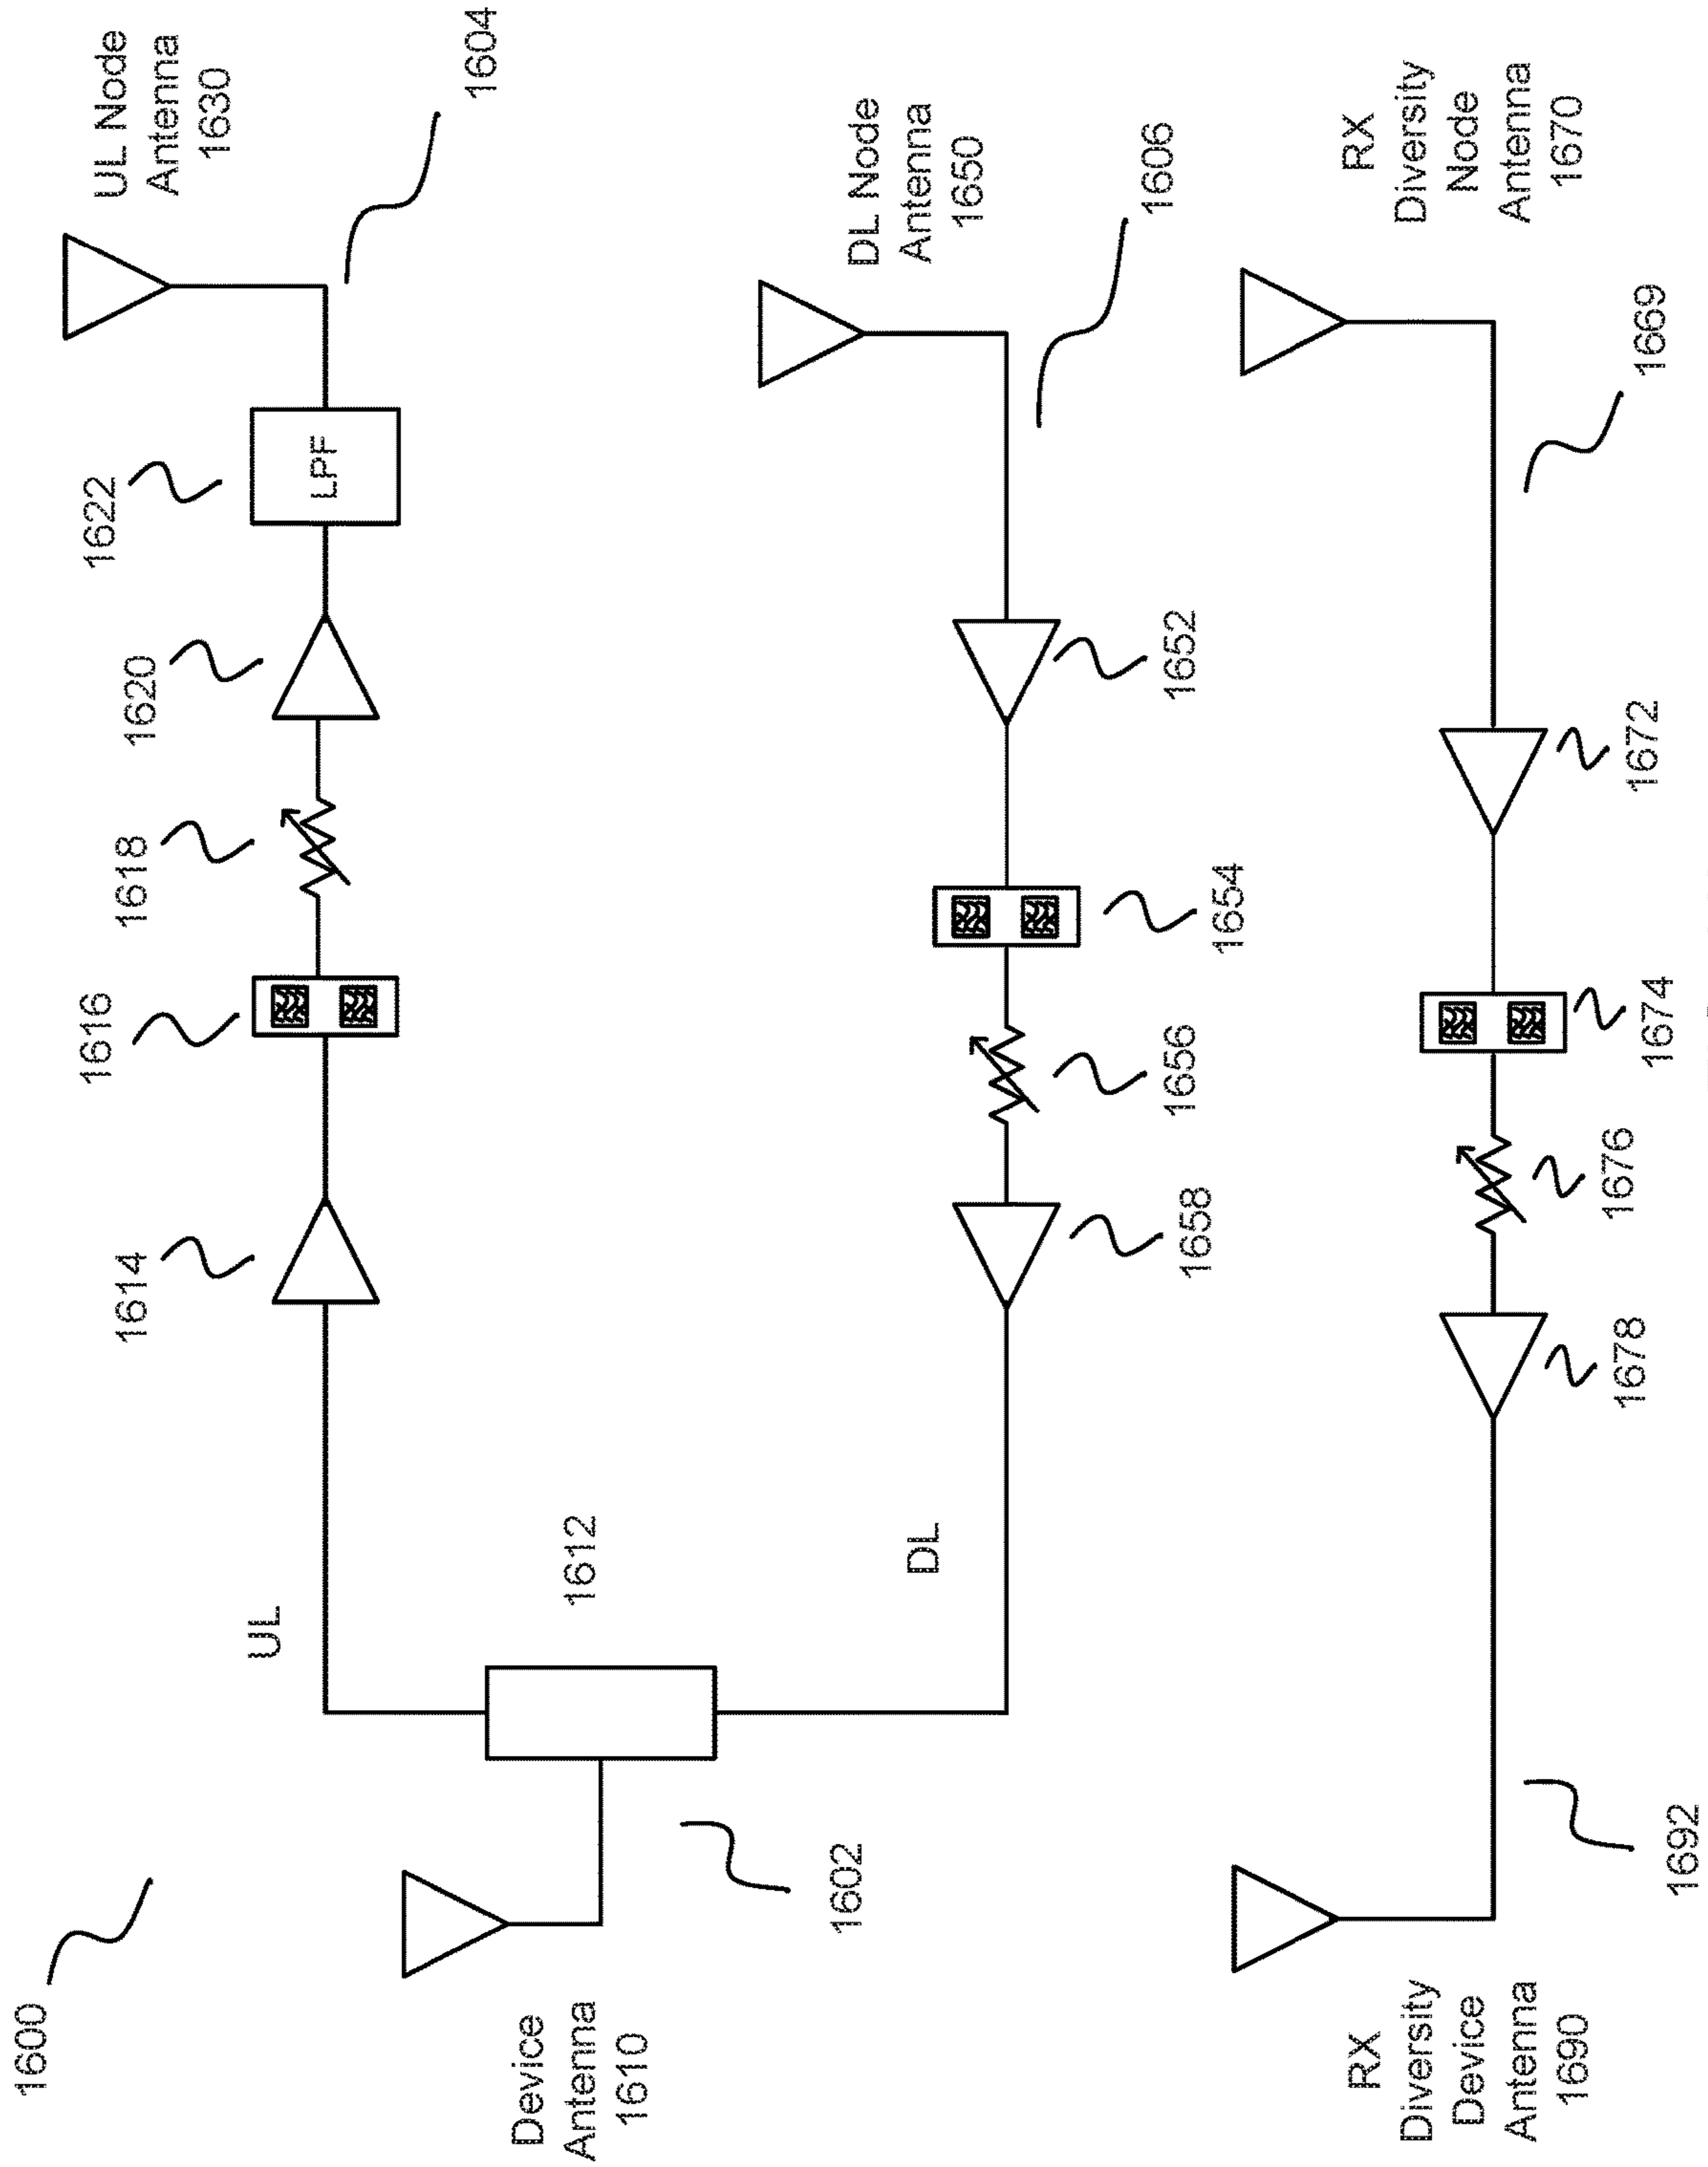 1600
UL Node
Antenna
1630
1604
1622
LPF
1620
1618
1616
1614
UL
1612
Device
Antenna
1610
1602
DL Node
Antenna
1650
1606
1652
1654
1656
1658
DL
RX
Diversity
Node
Antenna
1670
1669
1672
1674
1676
1678
1692
RX
Diversity
Device
Antenna
1690